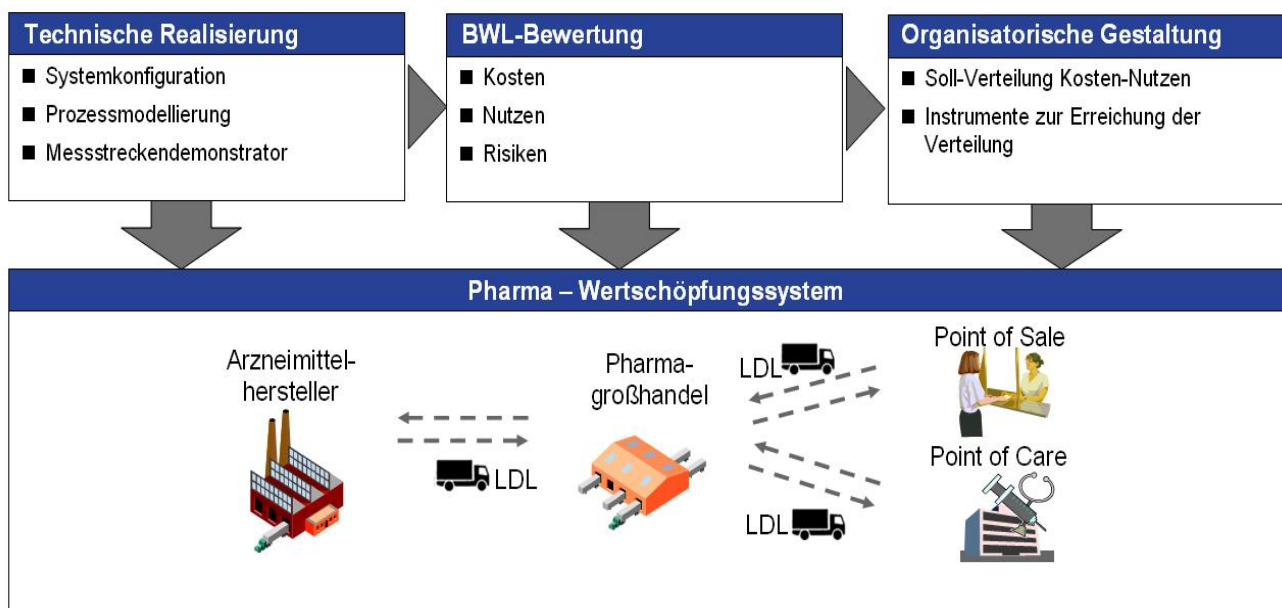 Technische Realisierung
■ Systemkonfiguration
■ Prozessmodellierung
■ Messstreckendemonstrator
BWL-Bewertung
■ Kosten
■ Nutzen
■ Risiken
Organisatorische Gestaltung
■ Soll-Verteilung Kosten-Nutzen
■ Instrumente zur Erreichung der
Verteilung
Pharma – Wertschöpfungssystem
Arzneimittel-
hersteller
LDL
Pharma-
großhandel
LDL
LDL
Point of Sale
Point of Care